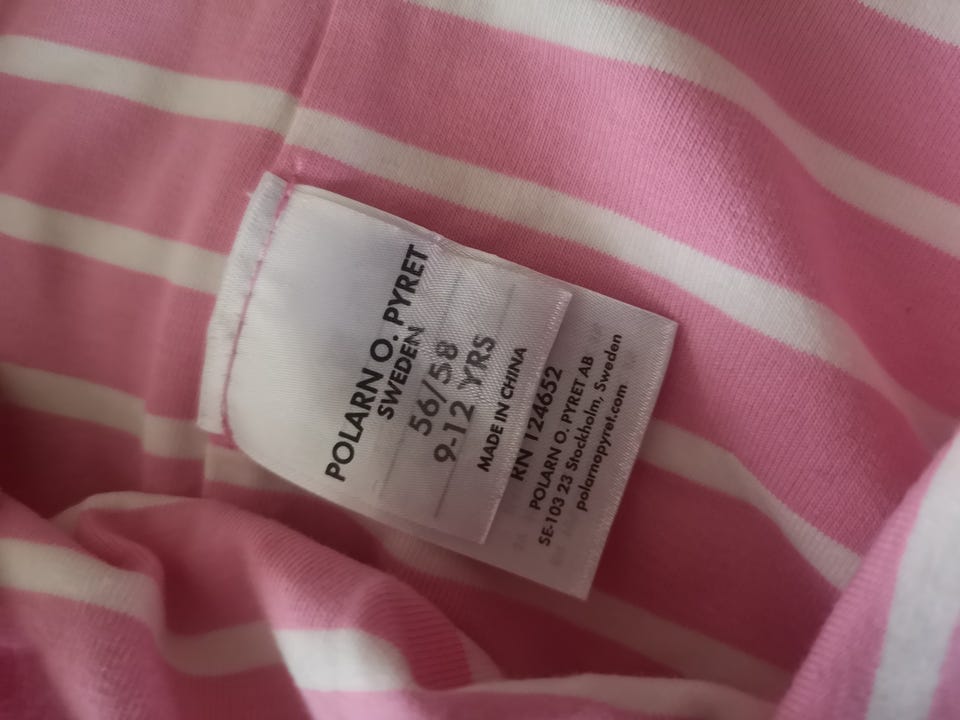 POLARN O. PYRET
SWEDEN
56/58
9-12 YRS
MADE IN CHINA
RN 124652
POLARN O. PYRET AB
SE-103 23 Stockholm, Sweden
polarnopyret.com